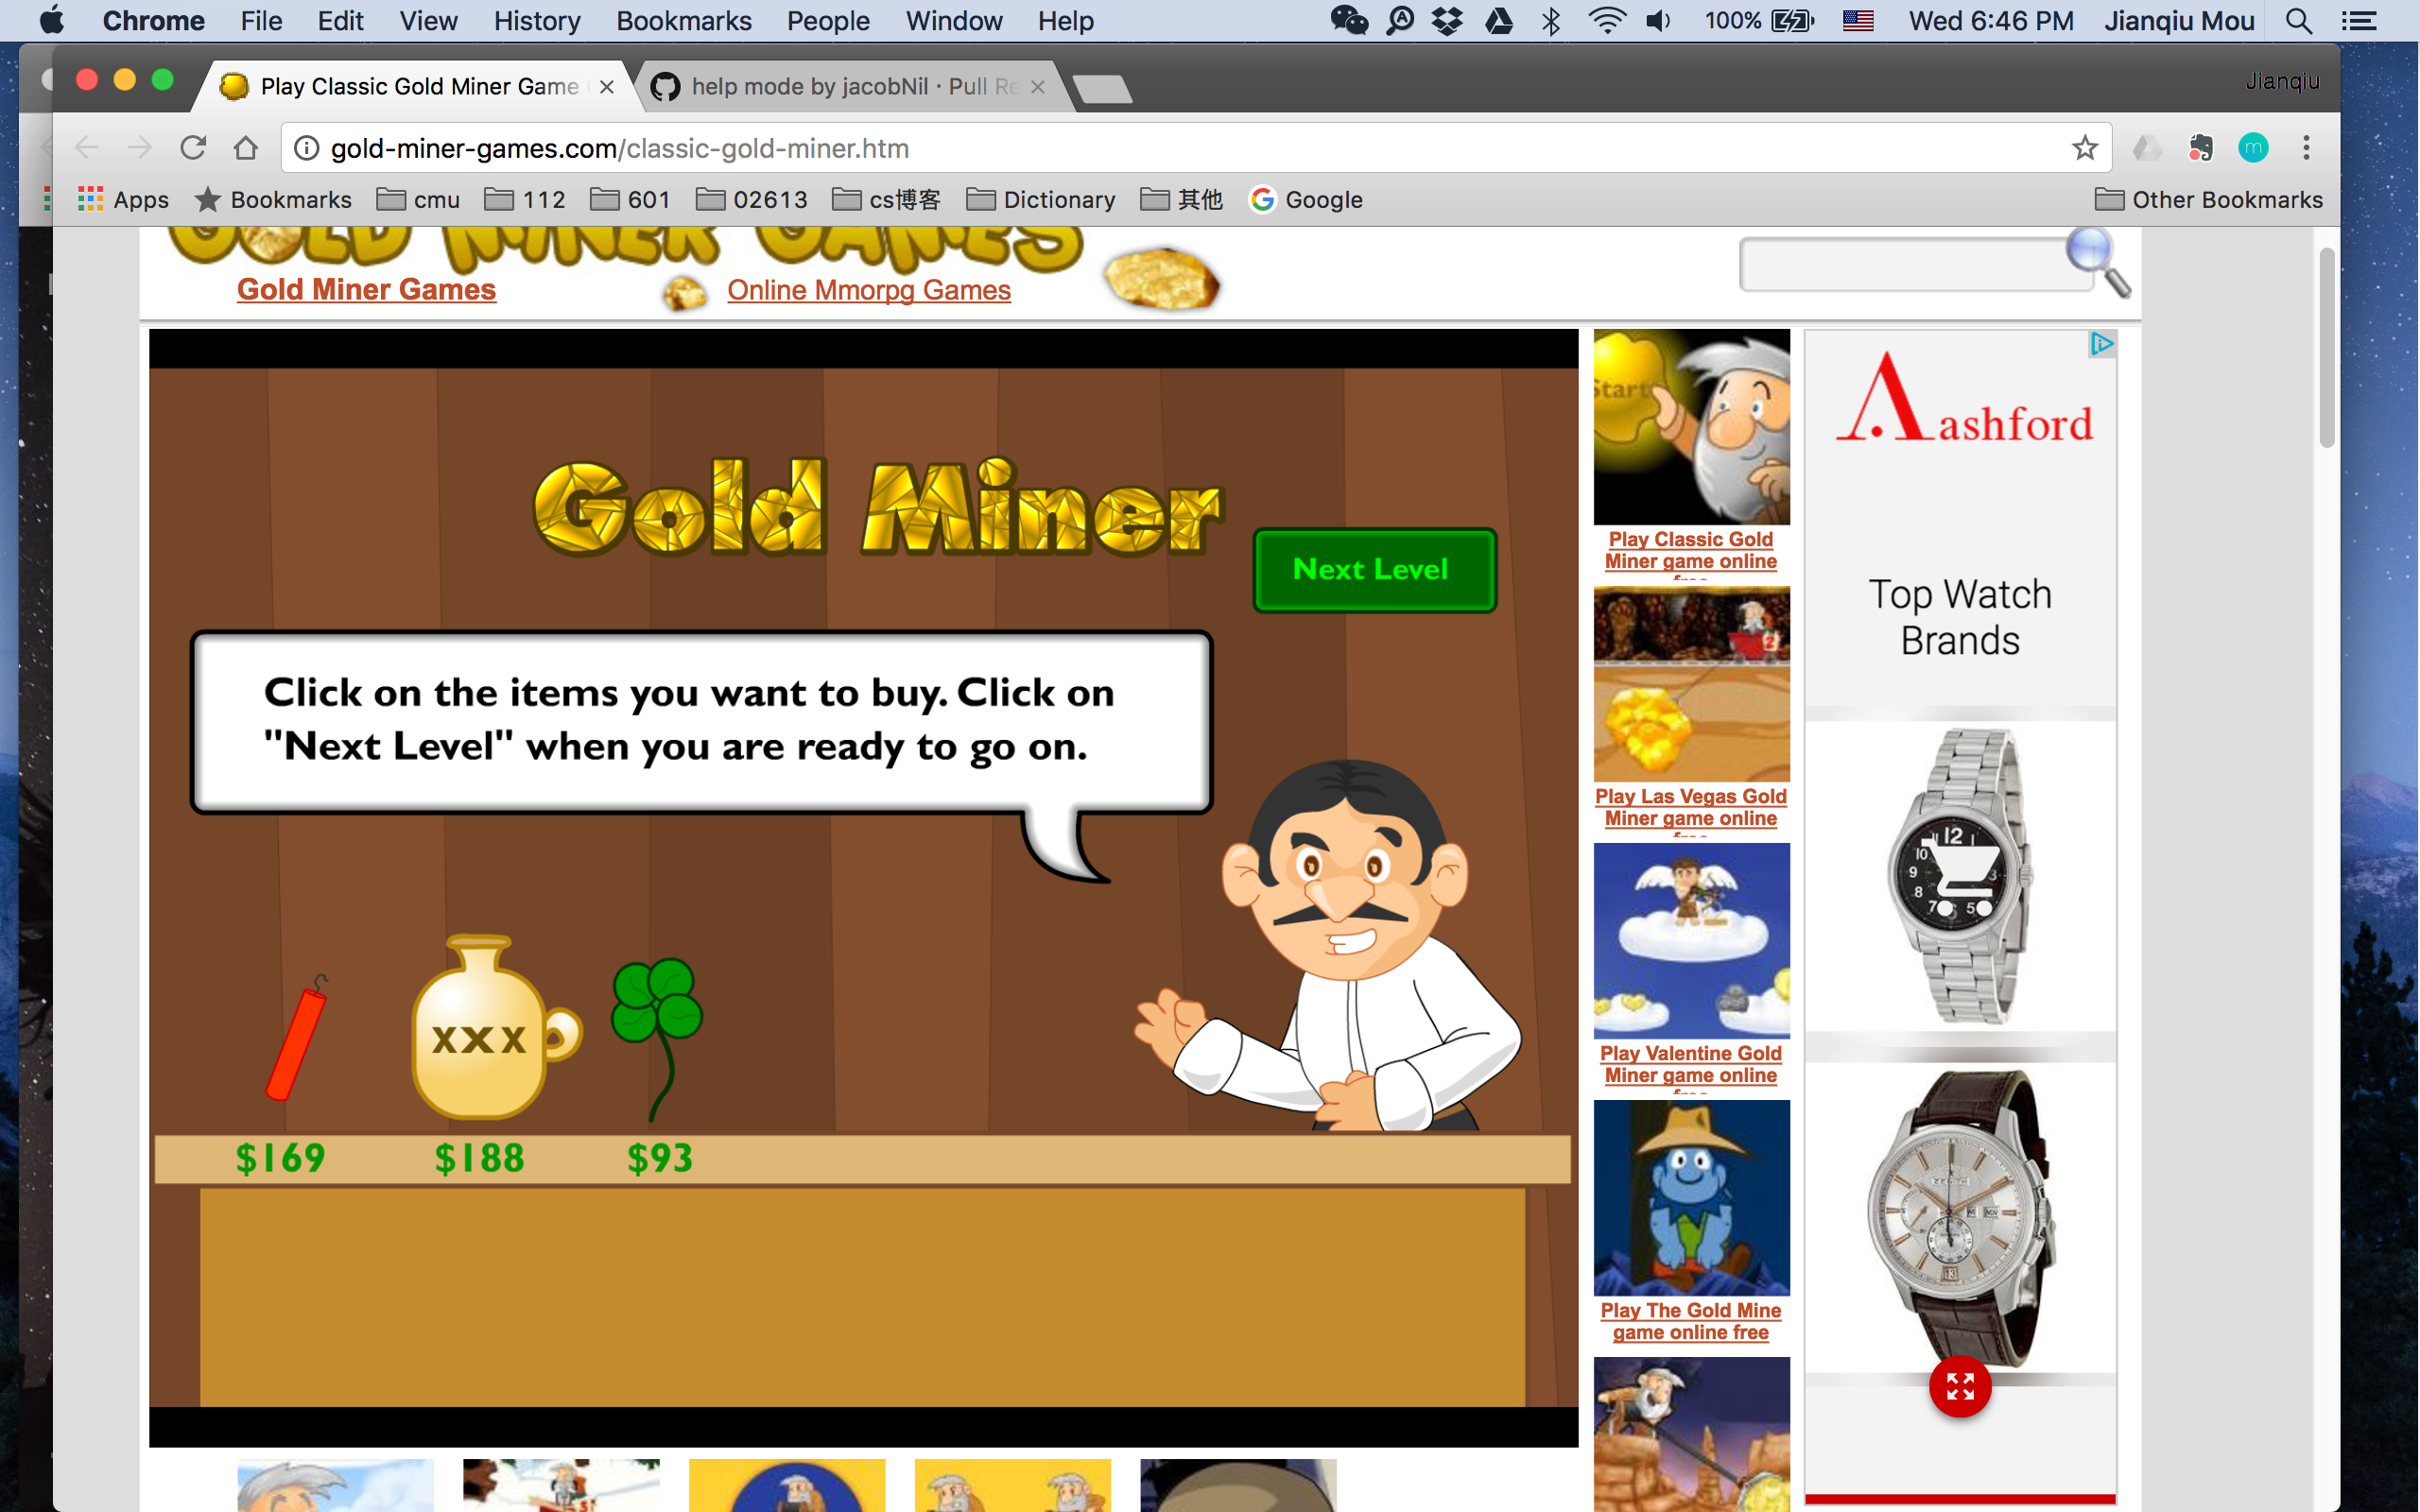 Chrome File Edit View History Bookmarks People Window Help 100% Wed 6:46 PM Jianqiu Mou
Play Classic Gold Miner Game
help mode by jacobNil · Pull Re
Jianqiu
gold-miner-games.com/classic-gold-miner.htm
Apps Bookmarks cmu 112 601 02613 cs博客 Dictionary 其他 Google Other Bookmarks
GOLD MINER GAMES
Gold Miner Games
Online Mmorpg Games
Gold Miner
Next Level
Click on the items you want to buy. Click on
"Next Level" when you are ready to go on.
XXX
$169 $188 $93
Start
Play Classic Gold
Miner game online
free
Play Las Vegas Gold
Miner game online
free
Play Valentine Gold
Miner game online
free
Play The Gold Mine
game online free
ashford
Top Watch
Brands